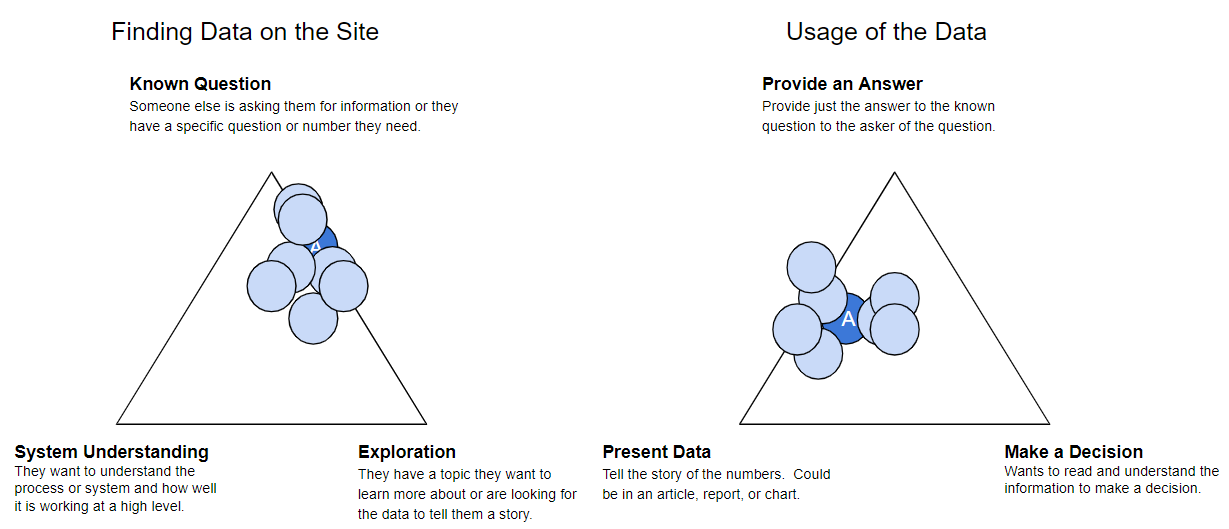 Finding Data on the Site
Usage of the Data
Known Question
Someone else is asking them for information or they
have a specific question or number they need.
Provide an Answer
Provide just the answer to the known
question to the asker of the question.
A
A
System Understanding
They want to understand the
process or system and how well
it is working at a high level.
Exploration
They have a topic they want to
learn more about or are looking for
the data to tell them a story.
Present Data
Tell the story of the numbers. Could
be in an article, report, or chart.
Make a Decision
Wants to read and understand the
information to make a decision.